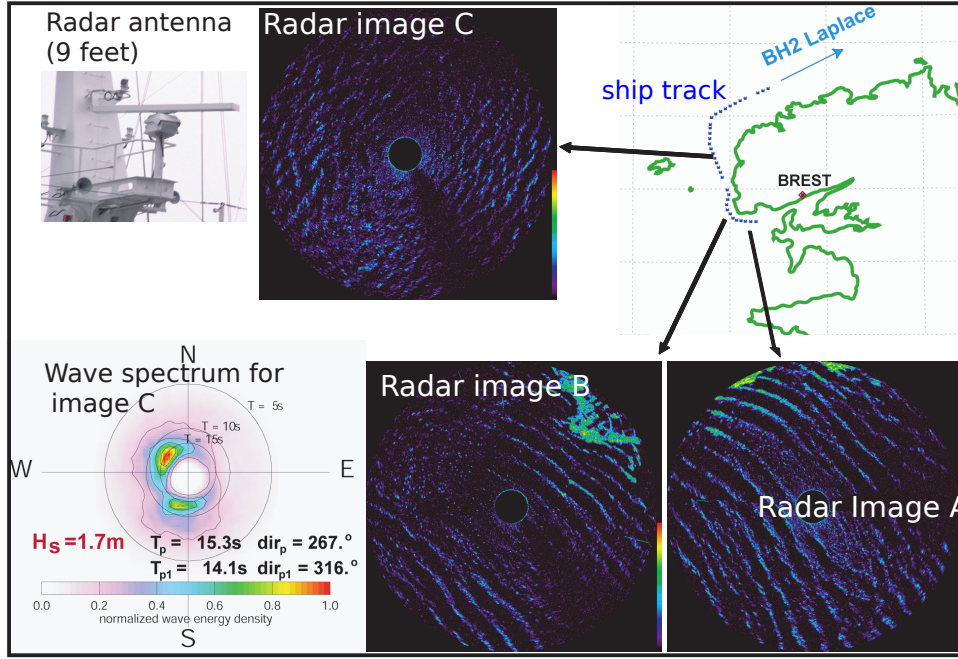 Radar antenna
(9 feet)
Radar image C
BH2 Laplace
ship track
BREST
N
Wave spectrum for
image C
T = 5s
T = 10s
T = 15s
W
E
Hs =1.7m
Tp = 15.3s dirp = 267.°
Tp1 = 14.1s dirp1 = 316.°
0.0 0.2 0.4 0.6 0.8 1.0
normalized wave energy density
S
Radar image B
Radar Image A